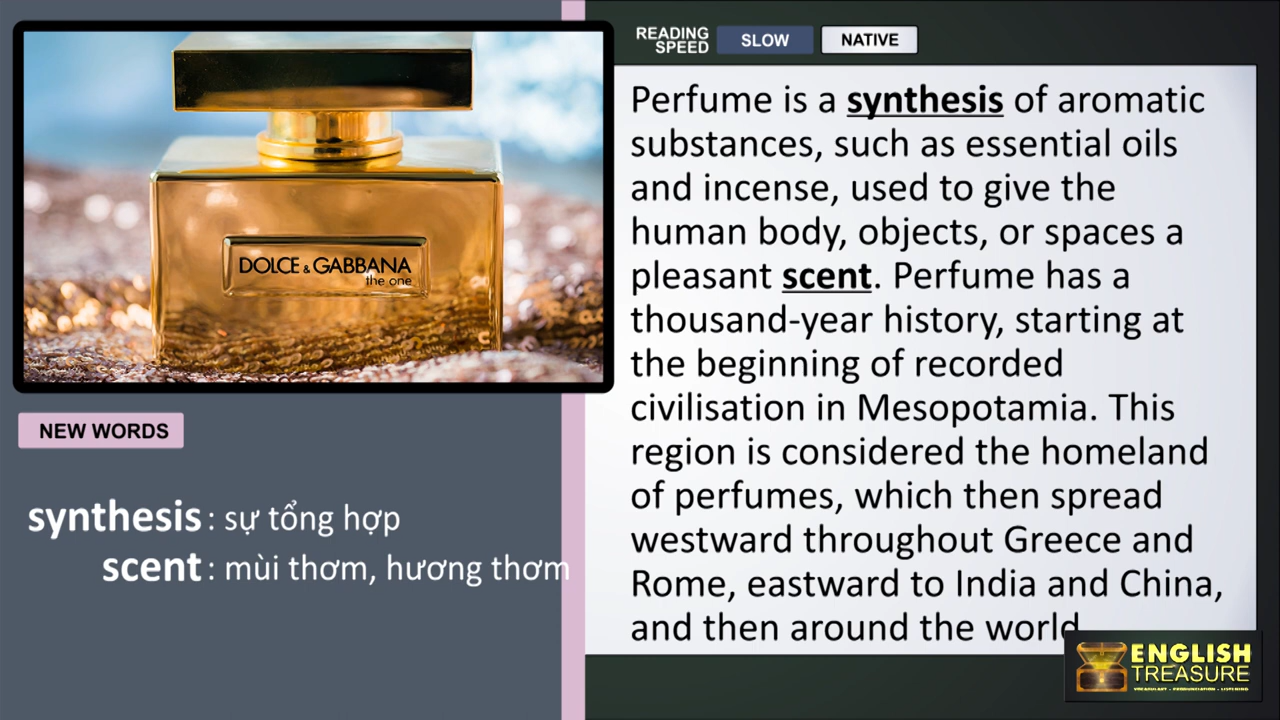 DOLCE & GABBANA
the one
NEW WORDS
synthesis : sự tổng hợp
scent : mùi thơm, hương thơm
READING
SPEED
SLOW
NATIVE
Perfume is a synthesis of aromatic
substances, such as essential oils
and incense, used to give the
human body, objects, or spaces a
pleasant scent. Perfume has a
thousand-year history, starting at
the beginning of recorded
civilisation in Mesopotamia. This
region is considered the homeland
of perfumes, which then spread
westward throughout Greece and
Rome, eastward to India and China,
and then around the world
ENGLISH
TREASURE
VOCABULARY - PRONUNCIATION - LISTENING